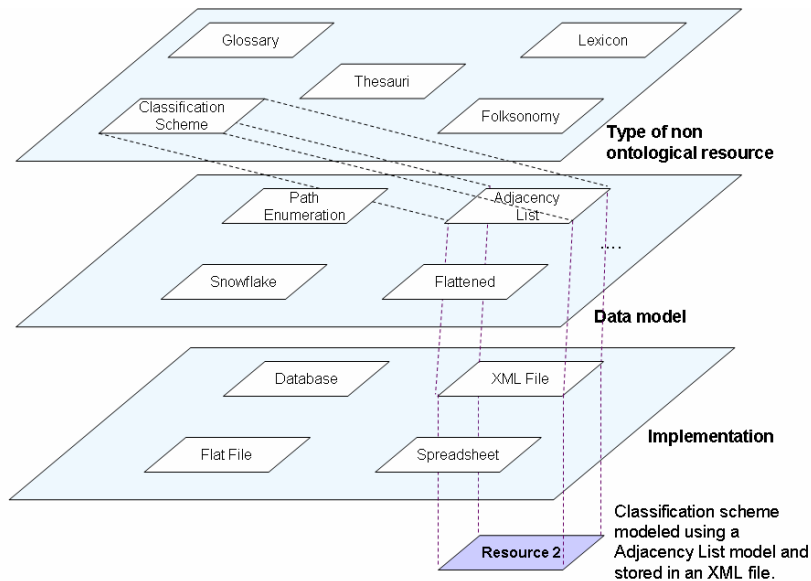 Glossary
Lexicon
Thesauri
Classification
Scheme
Folksonomy
Type of non
ontological resource
Path
Enumeration
Adjacency
List
....
Snowflake
Flattened
Data model
Database
XML File
Flat File
Spreadsheet
Implementation
Resource 2
Classification scheme
modeled using a
Adjacency List model and
stored in an XML file.